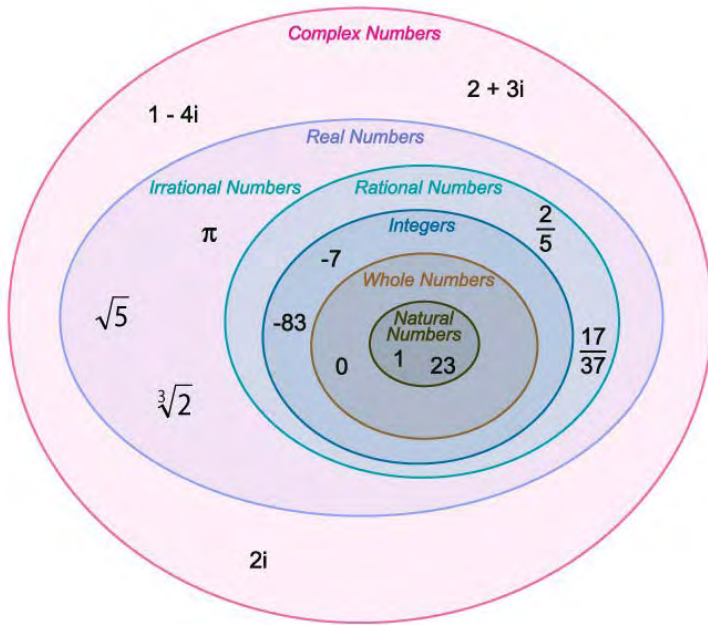 Complex Numbers
2 + 3i
1 - 4i
Real Numbers
Irrational Numbers
Rational Numbers
2/5
π
Integers
-7
Whole Numbers
√5
-83
Natural
Numbers
17/37
0
1
23
∛2
2i